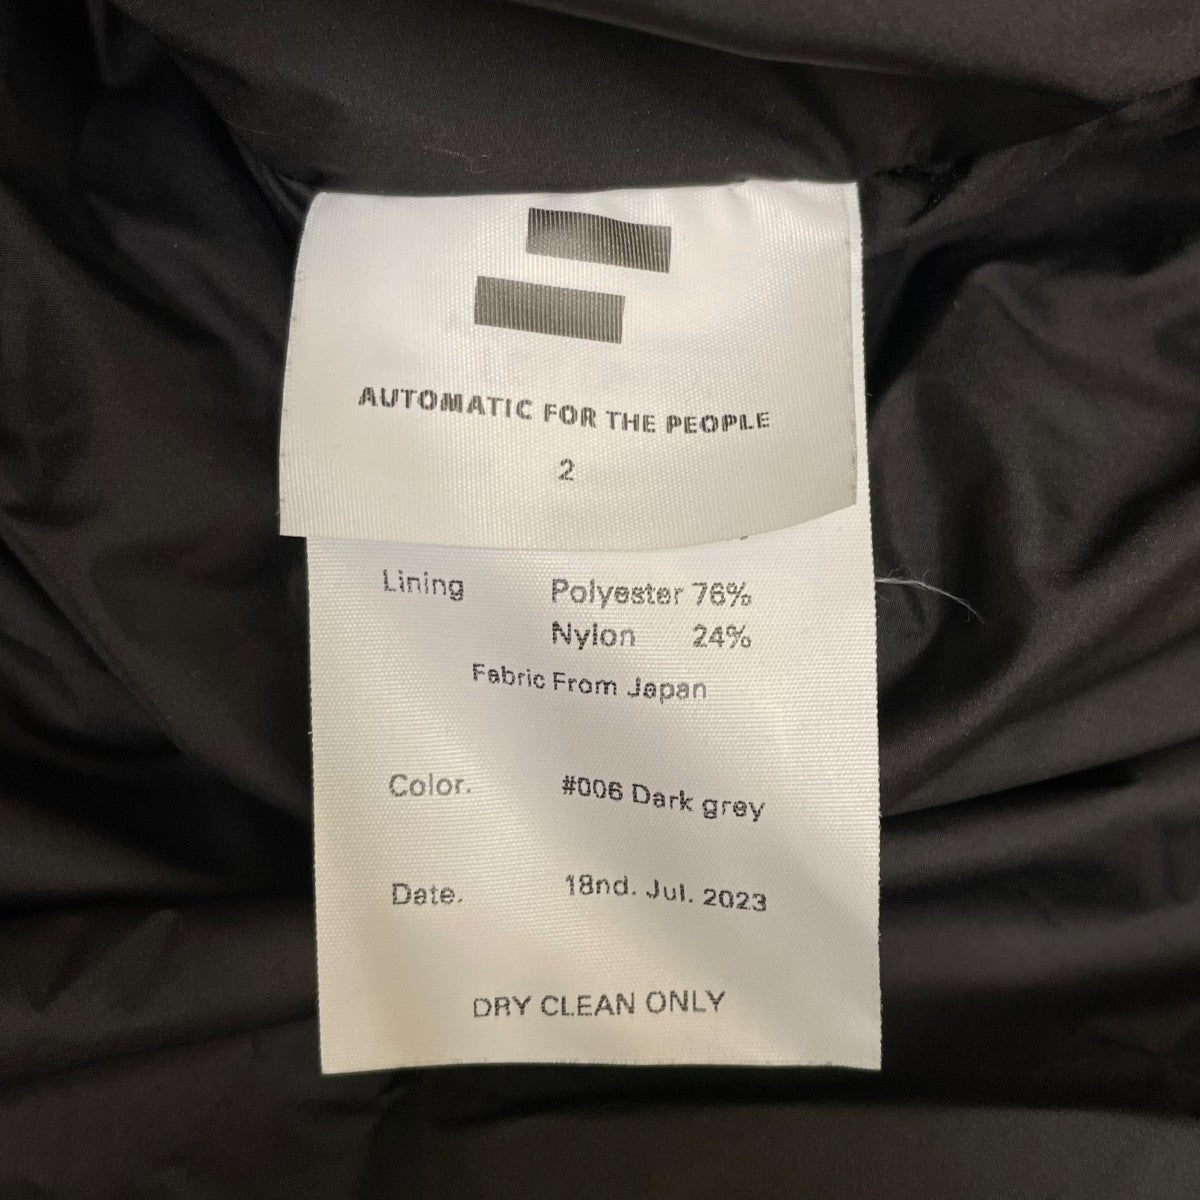 AUTOMATIC FOR THE PEOPLE
2
Lining Polyester 76%
Nylon 24%
Fabric From Japan
Color. #006 Dark grey
Date. 18nd. Jul. 2023
DRY CLEAN ONLY